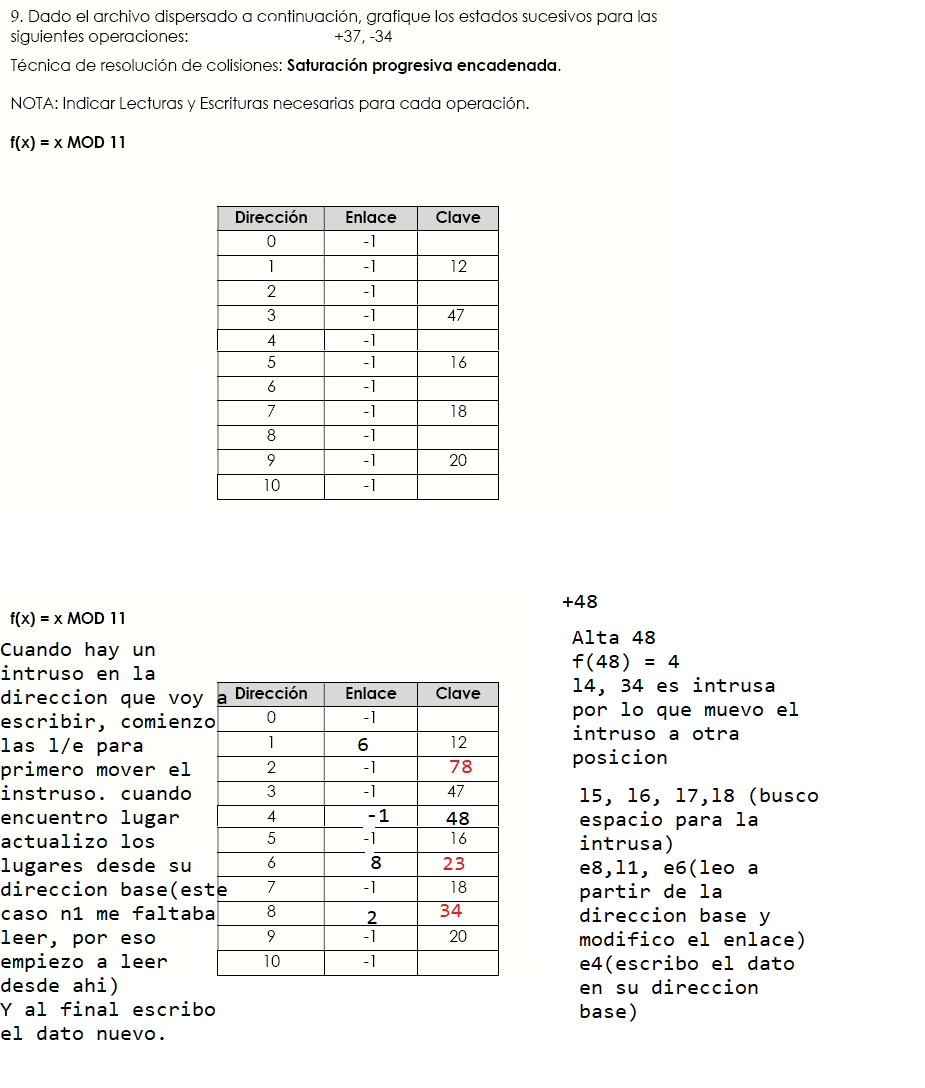 9. Dado el archivo dispersado a continuación, grafique los estados sucesivos para las
siguientes operaciones: +37, -34
Técnica de resolución de colisiones: Saturación progresiva encadenada.
NOTA: Indicar Lecturas y Escrituras necesarias para cada operación.
f(x) = x MOD 11
Dirección Enlace Clave
0 -1
1 -1 12
2 -1
3 -1 47
4 -1
5 -1 16
6 -1
7 -1 18
8 -1
9 -1 20
10 -1
f(x) = x MOD 11
Cuando hay un
intruso en la
direccion que voy a
escribir, comienzo
las l/e para
primero mover el
instruso. cuando
encuentro lugar
actualizo los
lugares desde su
direccion base(este
caso n1 me faltaba
leer, por eso
empiezo a leer
desde ahi)
Y al final escribo
el dato nuevo.
Dirección Enlace Clave
0 -1
1 6 12
2 -1 78
3 -1 47
4 -1 48
5 -1 16
6 8 23
7 -1 18
8 2 34
9 -1 20
10 -1
+48
Alta 48
f(48) = 4
l4, 34 es intrusa
por lo que muevo el
intruso a otra
posicion
l5, l6, l7,l8 (busco
espacio para la
intrusa)
e8,l1, e6(leo a
partir de la
direccion base y
modifico el enlace)
e4(escribo el dato
en su direccion
base)